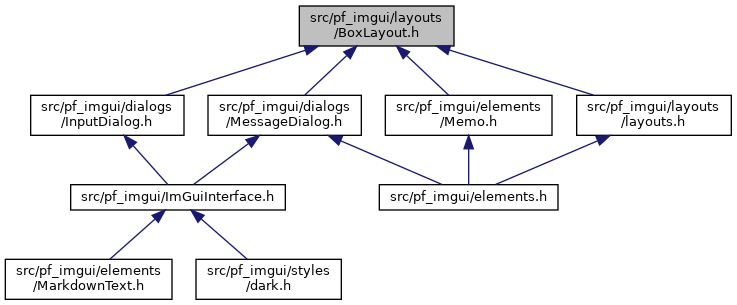 src/pf_imgui/layouts
/BoxLayout.h
src/pf_imgui/dialogs
/InputDialog.h
src/pf_imgui/dialogs
/MessageDialog.h
src/pf_imgui/elements
/Memo.h
src/pf_imgui/layouts
/layouts.h
src/pf_imgui/ImGuiInterface.h
src/pf_imgui/elements.h
src/pf_imgui/elements
/MarkdownText.h
src/pf_imgui/styles
/dark.h